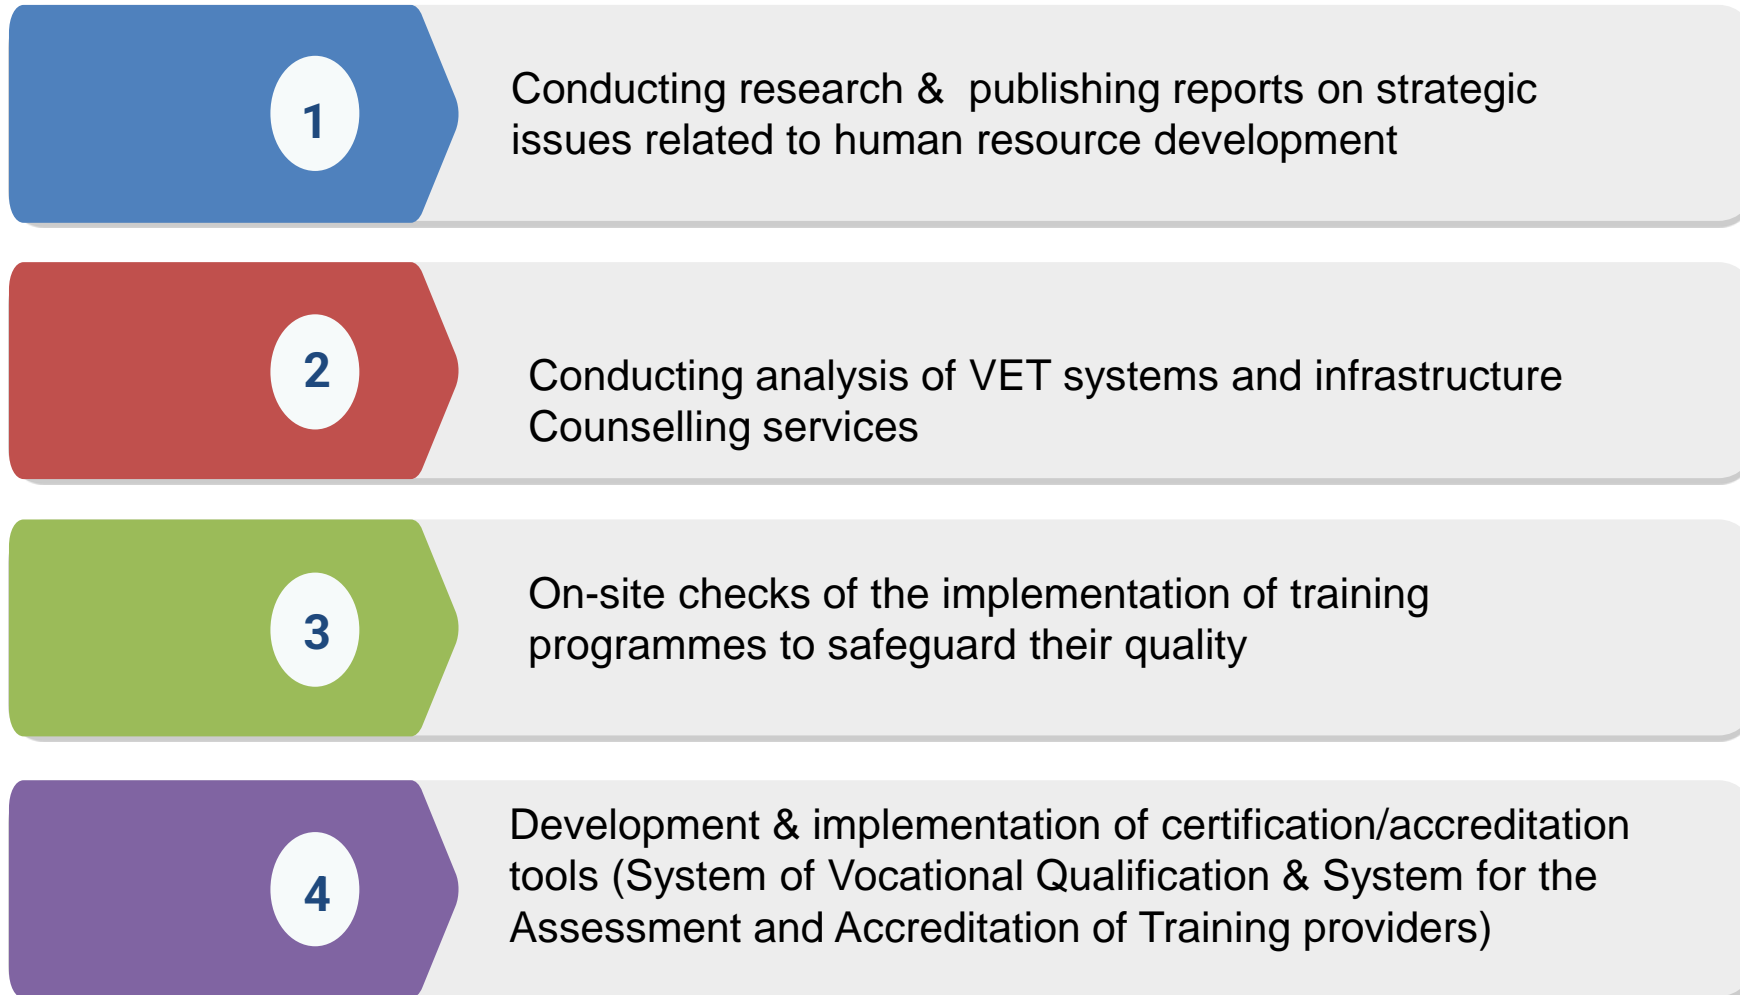 1
Conducting research &  publishing reports on strategic
issues related to human resource development
2
Conducting analysis of VET systems and infrastructure
Counselling services
3
On-site checks of the implementation of training
programmes to safeguard their quality
4
Development & implementation of certification/accreditation
tools (System of Vocational Qualification & System for the
Assessment and Accreditation of Training providers)